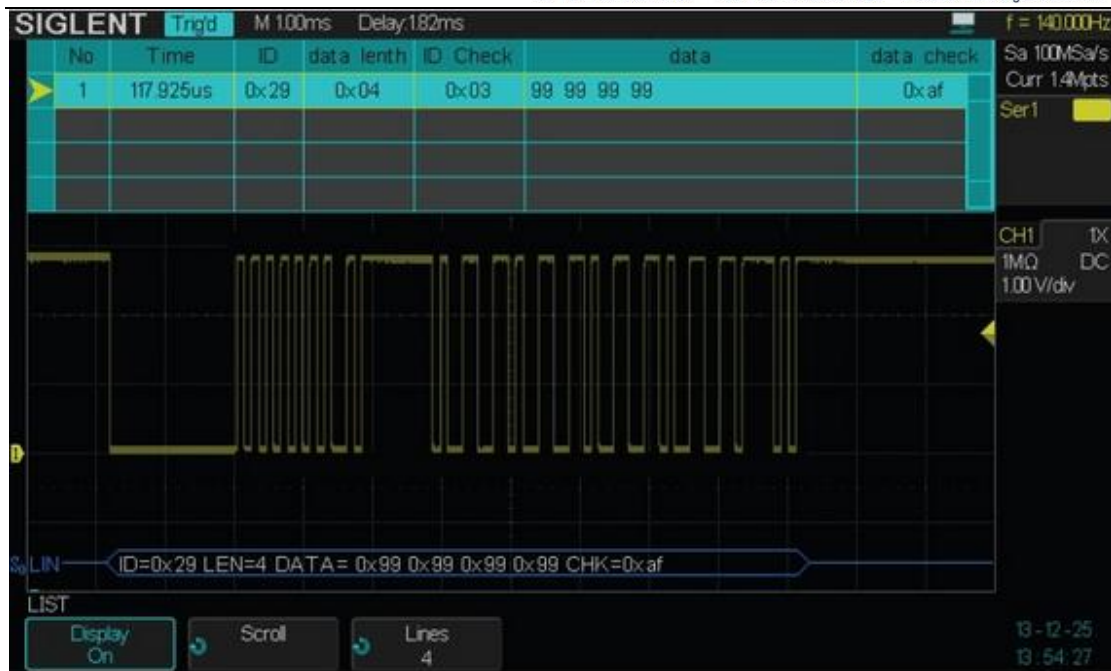 SIGLENT Trig'd M 1.00ms Delay:1.82ms f = 140.000Hz
Sa 100MSa/s
Curr 1.4Mpts
No Time ID data lenth ID Check data data check
1 117.925us 0x29 0x04 0x03 99 99 99 99 0xaf
Ser1
CH1 1X
1MΩ DC
1.00 V/div
1
LIN ID=0x29 LEN=4 DATA= 0x99 0x99 0x99 0x99 CHK=0xaf
LIST
Display
On
Scroll
Lines
4
13-12-25
13:54:27